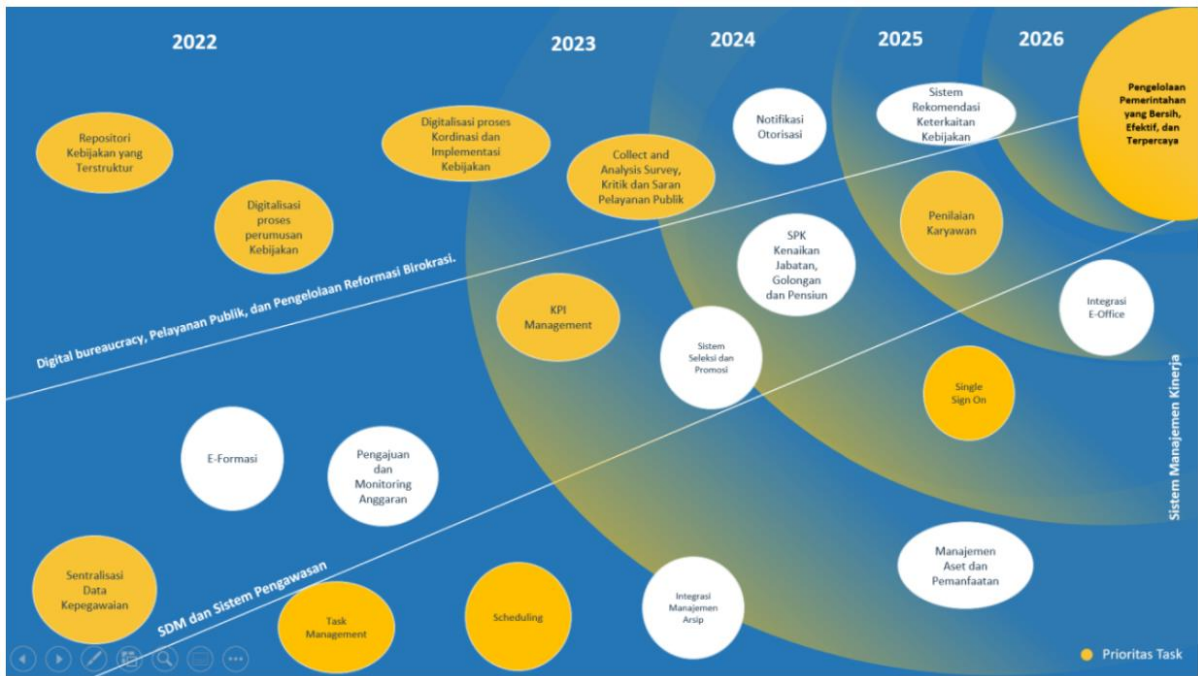 2022
2023
2024
2025
2026
Pengelolaan
Pemerintahan
yang Bersih,
Efektif, dan
Terpercaya
Repositori
Kebijakan yang
Terstruktur
Digitalisasi
proses
perumusan
Kebijakan
Digitalisasi proses
Kordinasi dan
Implementasi
Kebijakan
Collect and
Analysis Survey,
Kritik dan Saran
Pelayanan Publik
Notifikasi
Otorisasi
Sistem
Rekomendasi
Keterkaitan
Kebijakan
Digital bureaucracy, Pelayanan Publik, dan Pengelolaan Reformasi Birokrasi.
KPI
Management
SPK
Kenaikan
Jabatan,
Golongan
dan Pensiun
Penilaian
Karyawan
Sistem
Seleksi dan
Promosi
E-Formasi
Pengajuan
dan
Monitoring
Anggaran
Sentralisasi
Data
Kepegawaian
SDM dan Sistem Pengawasan
Integrasi
E-Office
Single
Sign On
Task
Management
Scheduling
Integrasi
Manajemen
Arsip
Manajemen
Aset dan
Pemanfaatan
Sistem Manajemen Kinerja
Prioritas Task